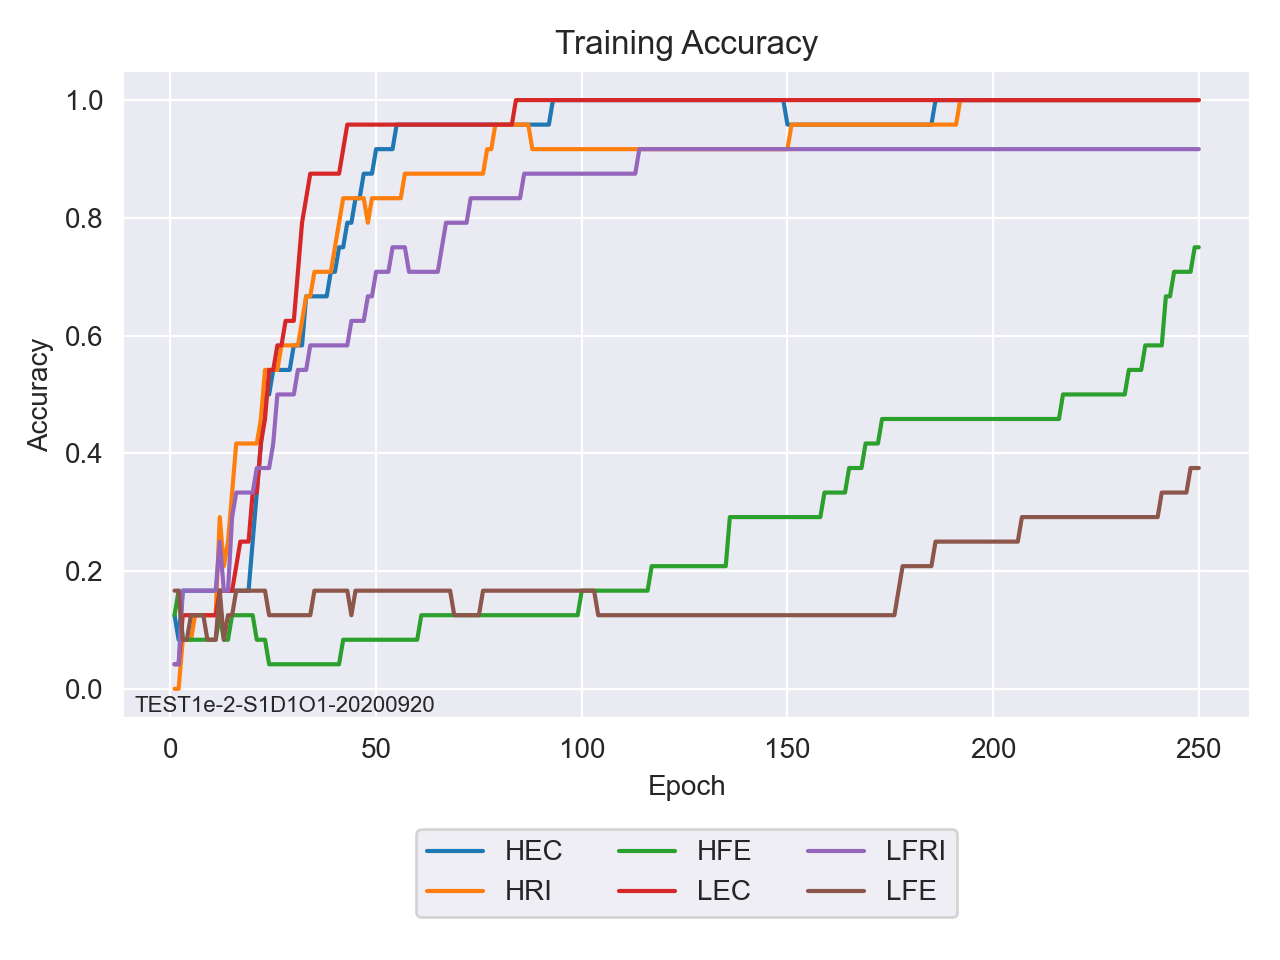 Training Accuracy
1.0
0.8
0.6
0.4
0.2
0.0
Accuracy
TEST1e-2-S1D1O1-20200920
0 50 100 150 200 250
Epoch
HEC HFE LFRI
HRI LEC LFE